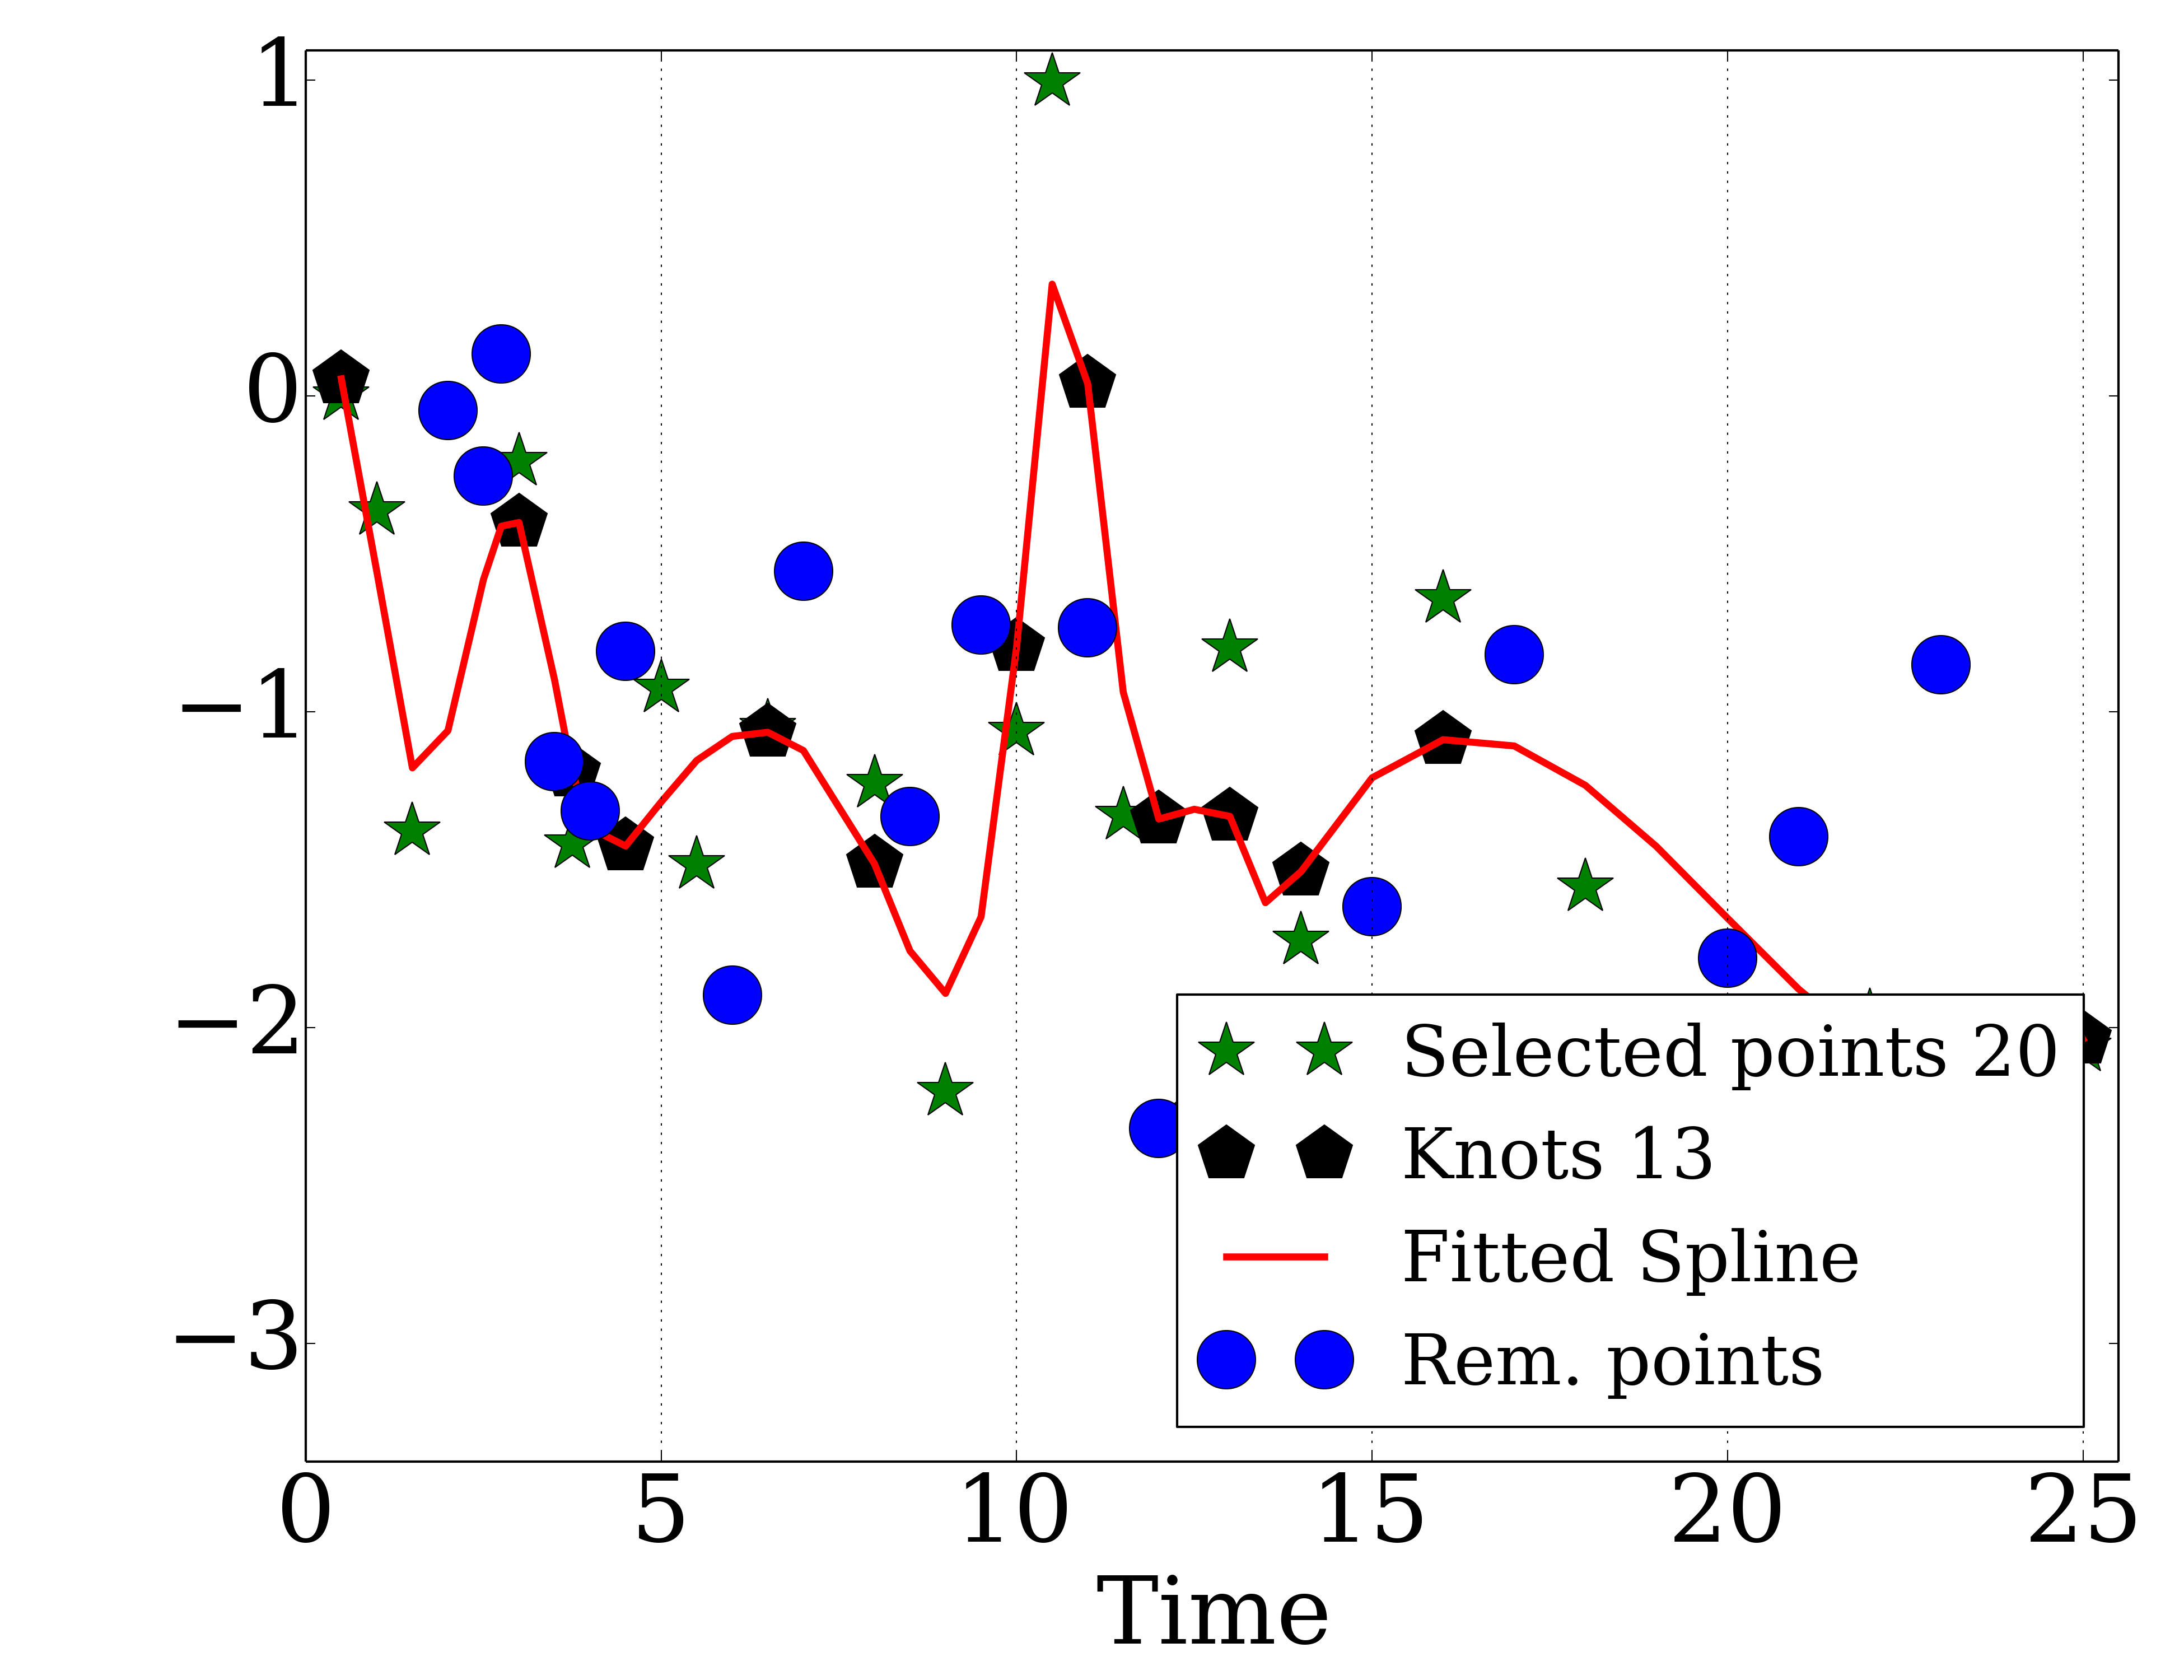 1
0
−1
−2
−3
Selected points 20
Knots 13
Fitted Spline
Rem. points
0 5 10 15 20 25
Time